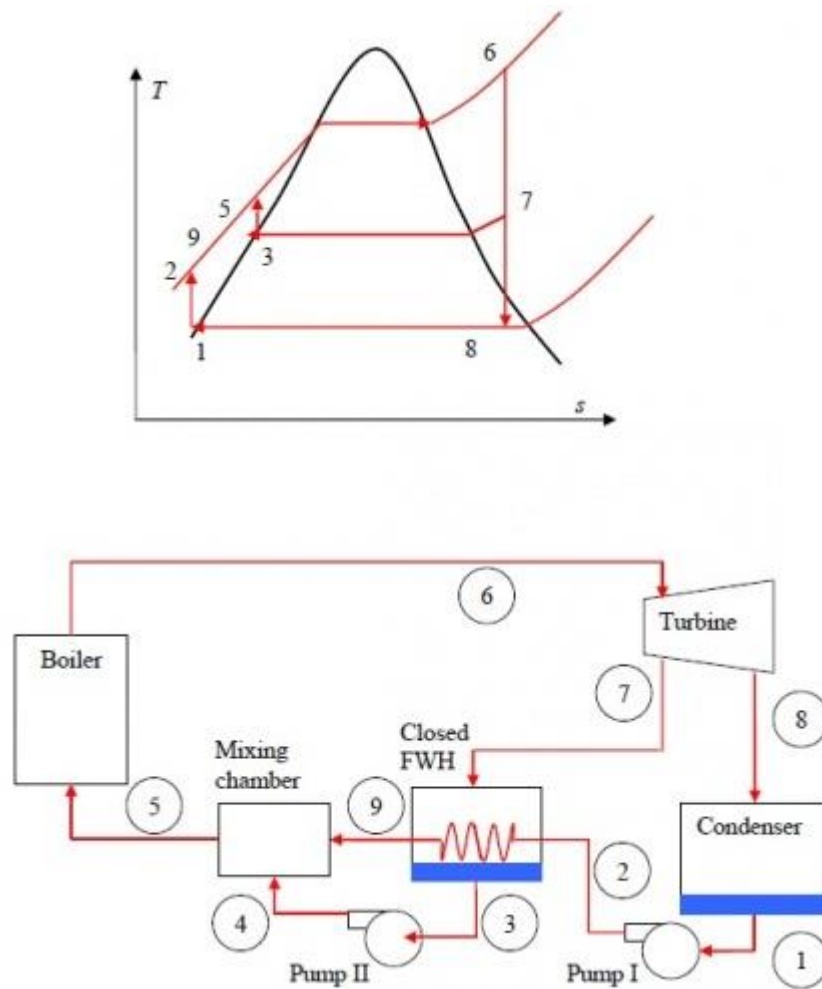 T
6
5
7
9
3
2
1
8
s
6
Turbine
Boiler
7
8
Closed
FWH
Mixing
chamber
5
9
Condenser
2
4
3
1
Pump II
Pump I